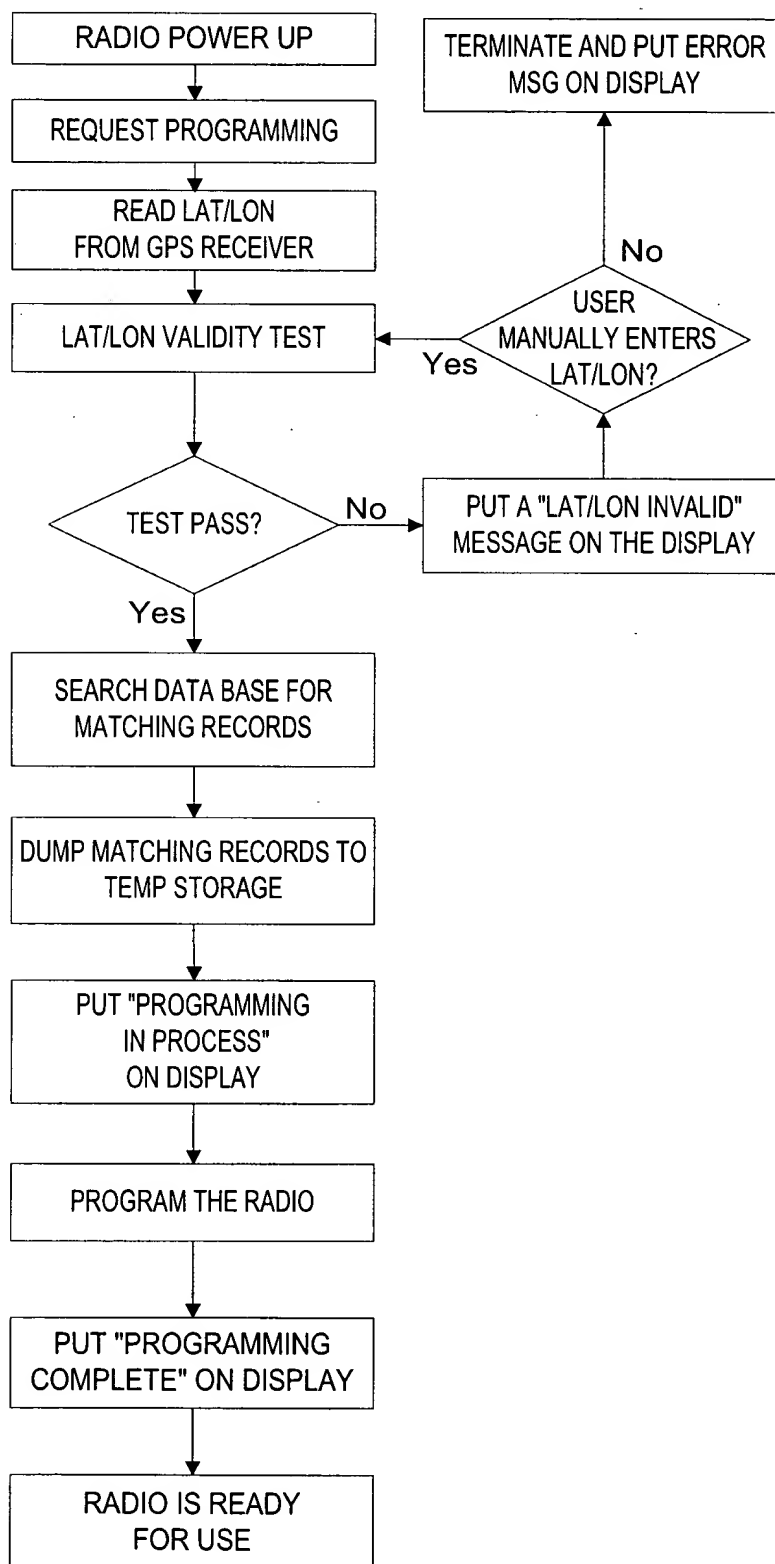 RADIO POWER UP
REQUEST PROGRAMMING
READ LAT/LON
FROM GPS RECEIVER
LAT/LON VALIDITY TEST
TEST PASS?
No
Yes
PUT A "LAT/LON INVALID"
MESSAGE ON THE DISPLAY
USER
MANUALLY ENTERS
LAT/LON?
Yes
No
TERMINATE AND PUT ERROR
MSG ON DISPLAY
SEARCH DATA BASE FOR
MATCHING RECORDS
DUMP MATCHING RECORDS TO
TEMP STORAGE
PUT "PROGRAMMING
IN PROCESS"
ON DISPLAY
PROGRAM THE RADIO
PUT "PROGRAMMING
COMPLETE" ON DISPLAY
RADIO IS READY
FOR USE